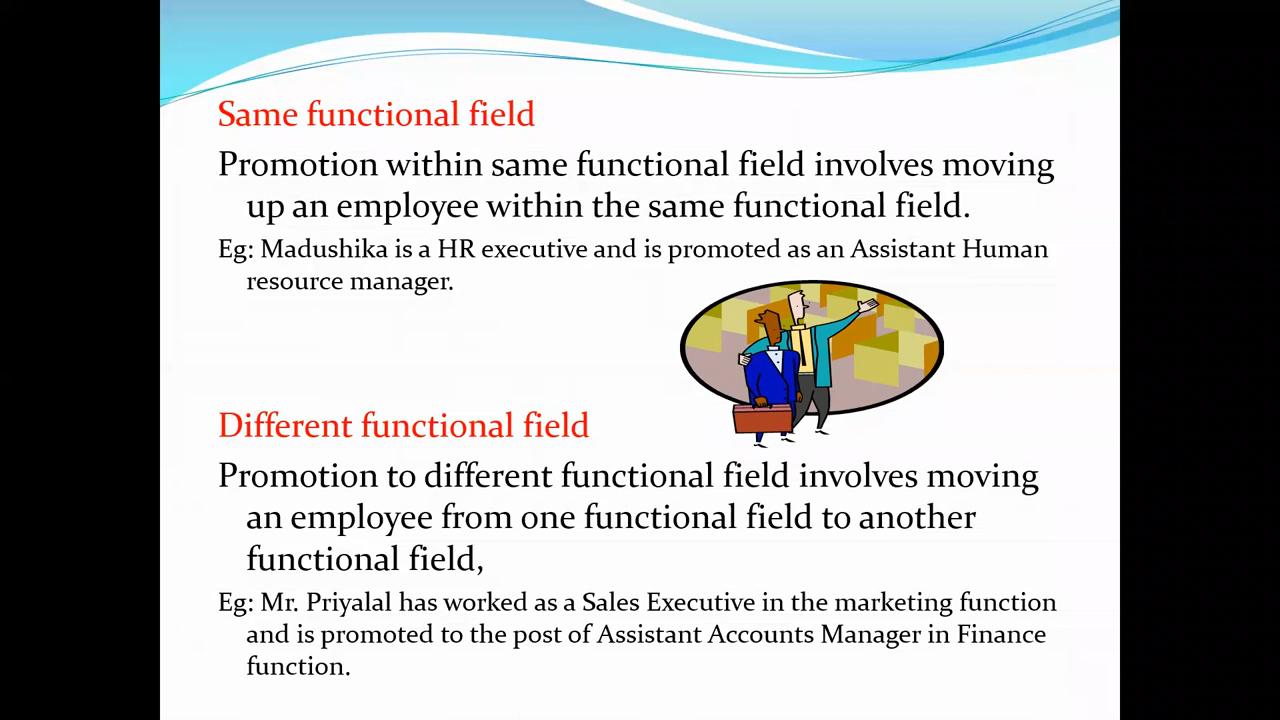 Same functional field
Promotion within same functional field involves moving
up an employee within the same functional field.
Eg: Madushika is a HR executive and is promoted as an Assistant Human
resource manager.
Different functional field
Promotion to different functional field involves moving
an employee from one functional field to another
functional field,
Eg: Mr. Priyalal has worked as a Sales Executive in the marketing function
and is promoted to the post of Assistant Accounts Manager in Finance
function.